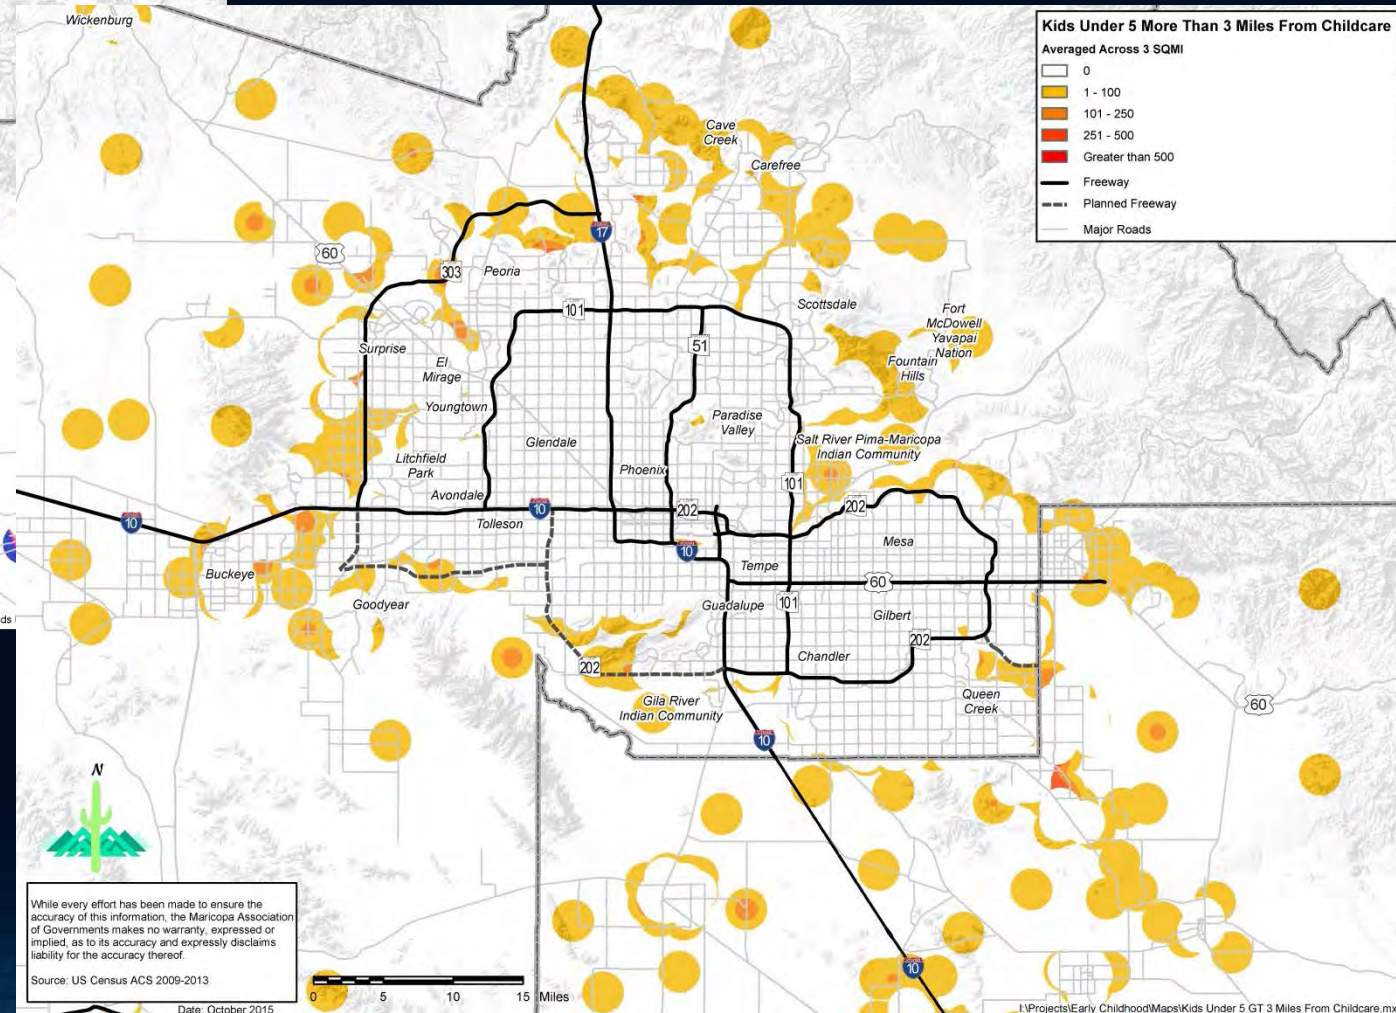 Wickenburg
Kids Under 5 More Than 3 Miles From Childcare
Averaged Across 3 SQMI
0
1 - 100
101 - 250
251 - 500
Greater than 500
Freeway
Planned Freeway
Major Roads
Cave
Creek
Carefree
17
60
303
Peoria
101
Scottsdale
Fort
McDowell
Yavapai
Nation
51
Surprise
El
Mirage
Fountain
Hills
Youngtown
Paradise
Valley
Glendale
Salt River Pima-Maricopa
Indian Community
Litchfield
Park
Phoenix
101
Avondale
10
202
202
10
Tolleson
Mesa
10
Tempe
Buckeye
60
Goodyear
Guadalupe
101
Gilbert
ds
202
Chandler
202
Queen
Creek
Gila River
Indian Community
60
10
N
While every effort has been made to ensure the
accuracy of this information, the Maricopa Association
of Governments makes no warranty, expressed or
implied, as to its accuracy and expressly disclaims
liability for the accuracy thereof.
Source: US Census ACS 2009-2013
10
0 5 10 15 Miles
Date: October 2015
I:\Projects\Early Childhood\Maps\Kids Under 5 GT 3 Miles From Childcare.mx